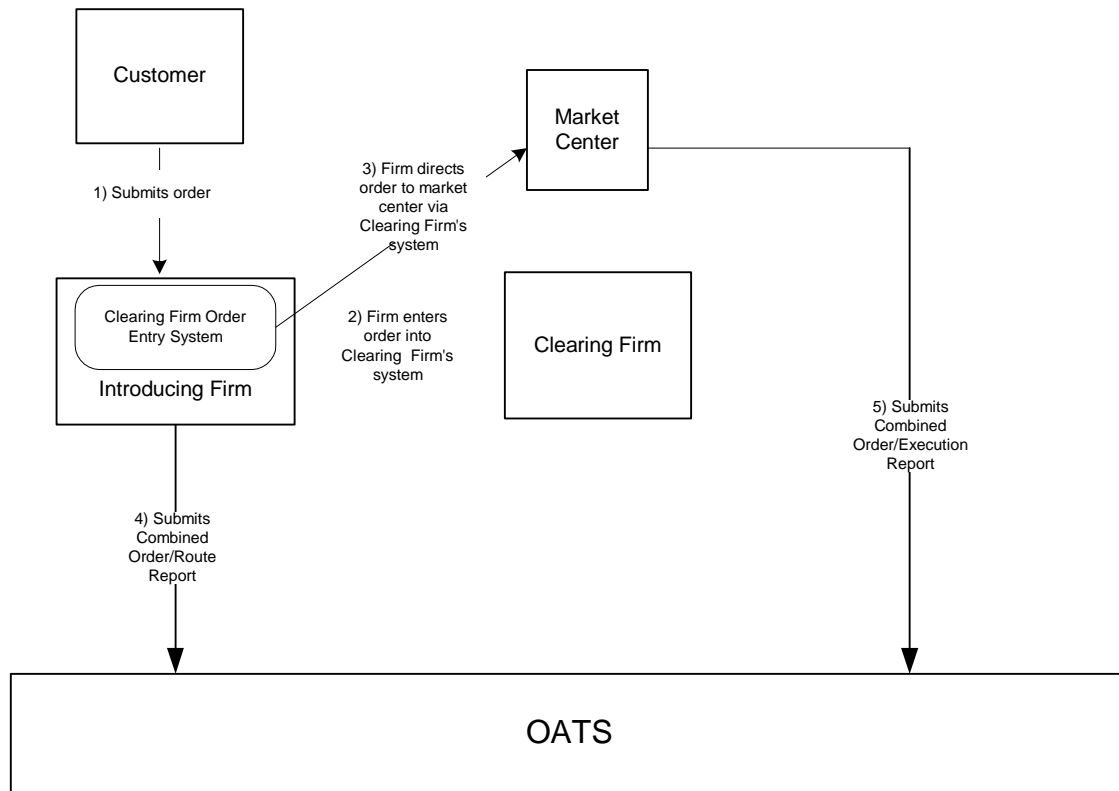 Customer
Market
Center
1) Submits order
3) Firm directs
order to market
center via
Clearing Firm's
system
Clearing Firm Order
Entry System
Introducing Firm
2) Firm enters
order into
Clearing Firm's
system
Clearing Firm
5) Submits
Combined
Order/Execution
Report
4) Submits
Combined
Order/Route
Report
OATS